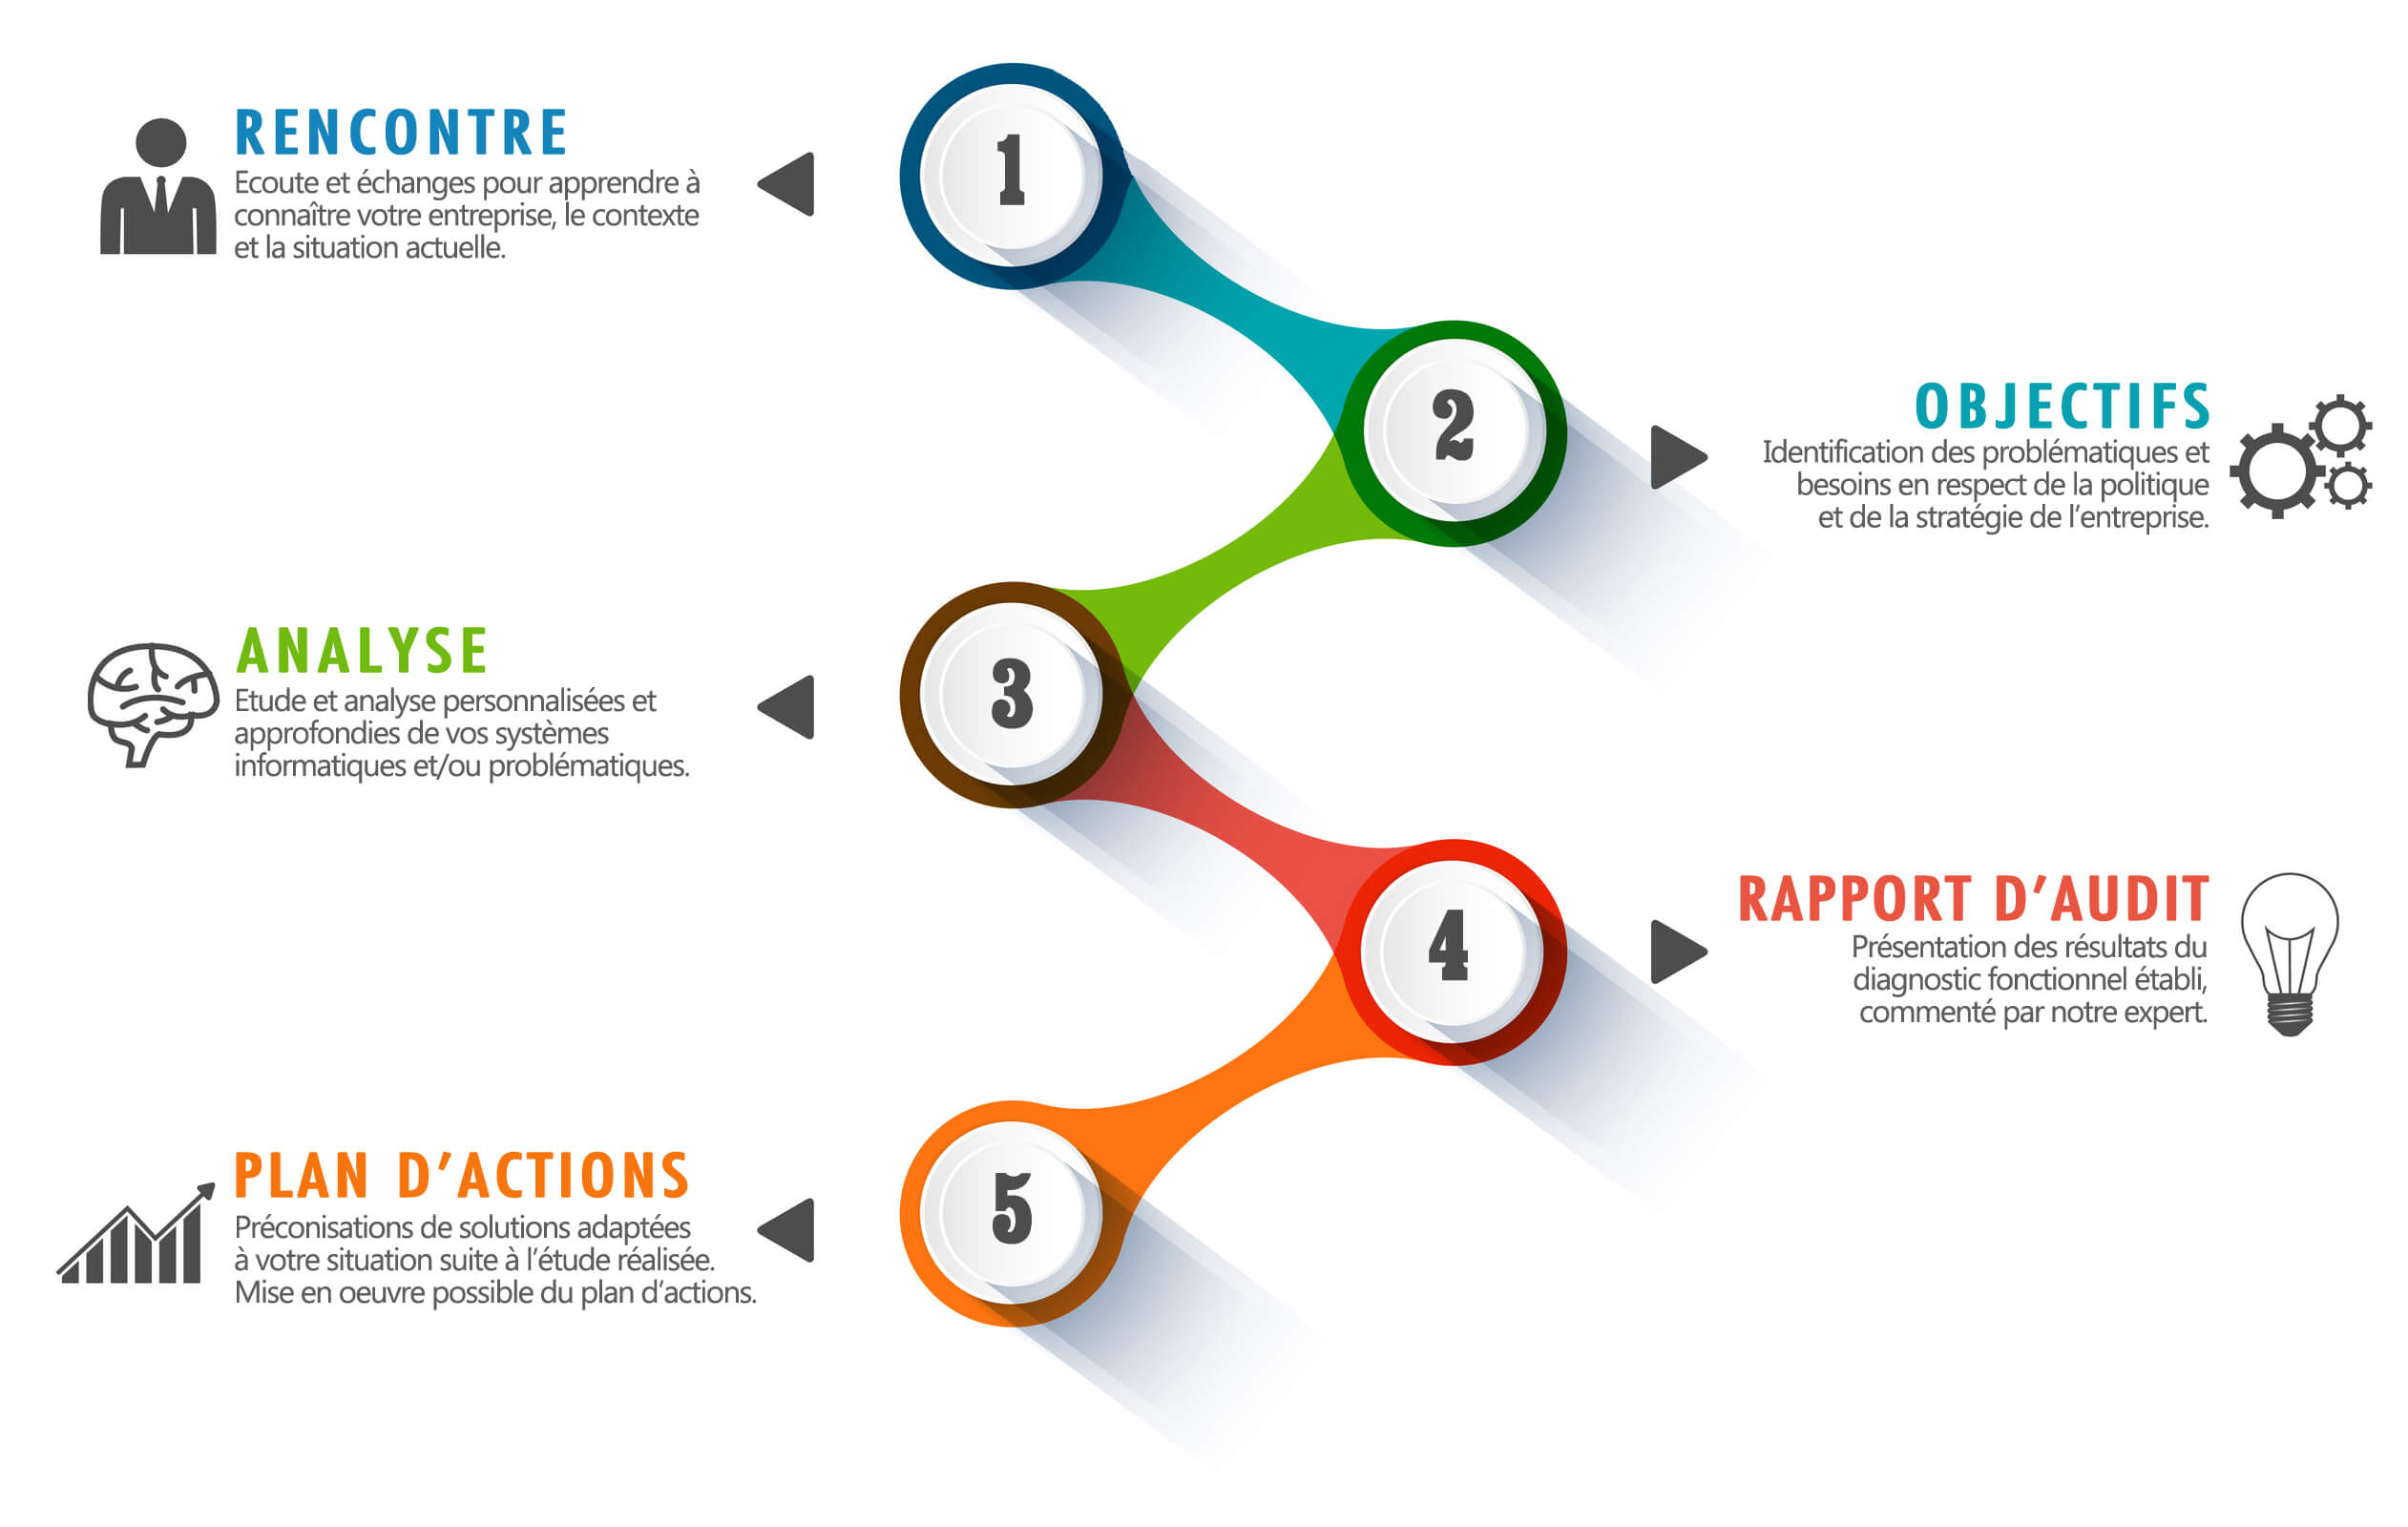 1
RENCONTRE
Ecoute et échanges pour apprendre à
connaître votre entreprise, le contexte
et la situation actuelle.
2
OBJECTIFS
Identification des problématiques et
besoins en respect de la politique
et de la stratégie de l'entreprise.
3
ANALYSE
Etude et analyse personnalisées et
approfondies de vos systèmes
informatiques et/ou problématiques.
4
RAPPORT D'AUDIT
Présentation des résultats du
diagnostic fonctionnel établi,
commenté par notre expert.
5
PLAN D'ACTIONS
Préconisations de solutions adaptées
à votre situation suite à l'étude réalisée.
Mise en oeuvre possible du plan d'actions.